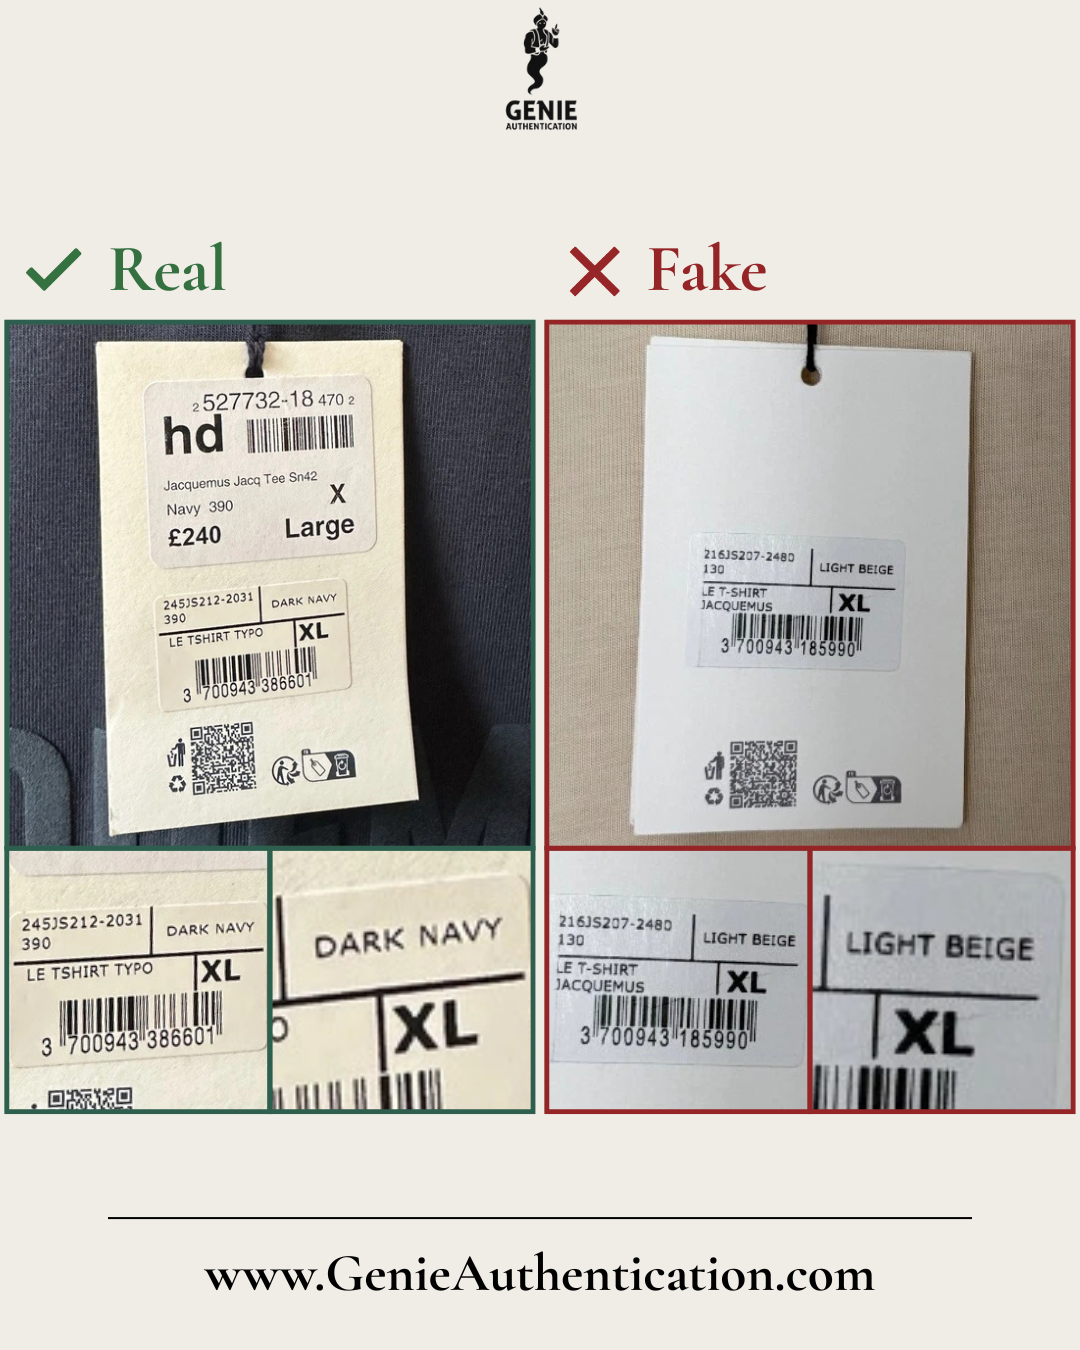 GENIE
AUTHENTICATION
Real
Fake
2 527732-18 470 2
hd
Jacquemus Jacq Tee Sn42
Navy 390
X
£240
Large
245JS212-2031
390
DARK NAVY
LE TSHIRT TYPO
XL
3 700943 386601
216JS207-2480
130
LIGHT BEIGE
LE T-SHIRT
JACQUEMUS
XL
3 700943 185990
245JS212-2031
390
DARK NAVY
LE TSHIRT TYPO
XL
3 700943 386601
DARK NAVY
O
XL
216JS207-2480
130
LIGHT BEIGE
LE T-SHIRT
JACQUEMUS
XL
3 700943 185990
LIGHT BEIGE
XL
www.GenieAuthentication.com